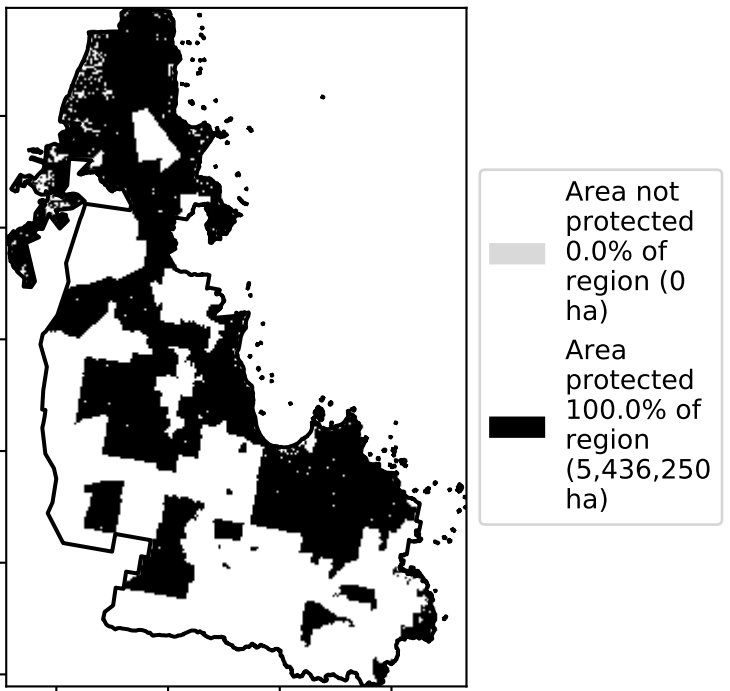 Area not
protected
0.0% of
region (0
ha)
Area
protected
100.0% of
region
(5,436,250
ha)